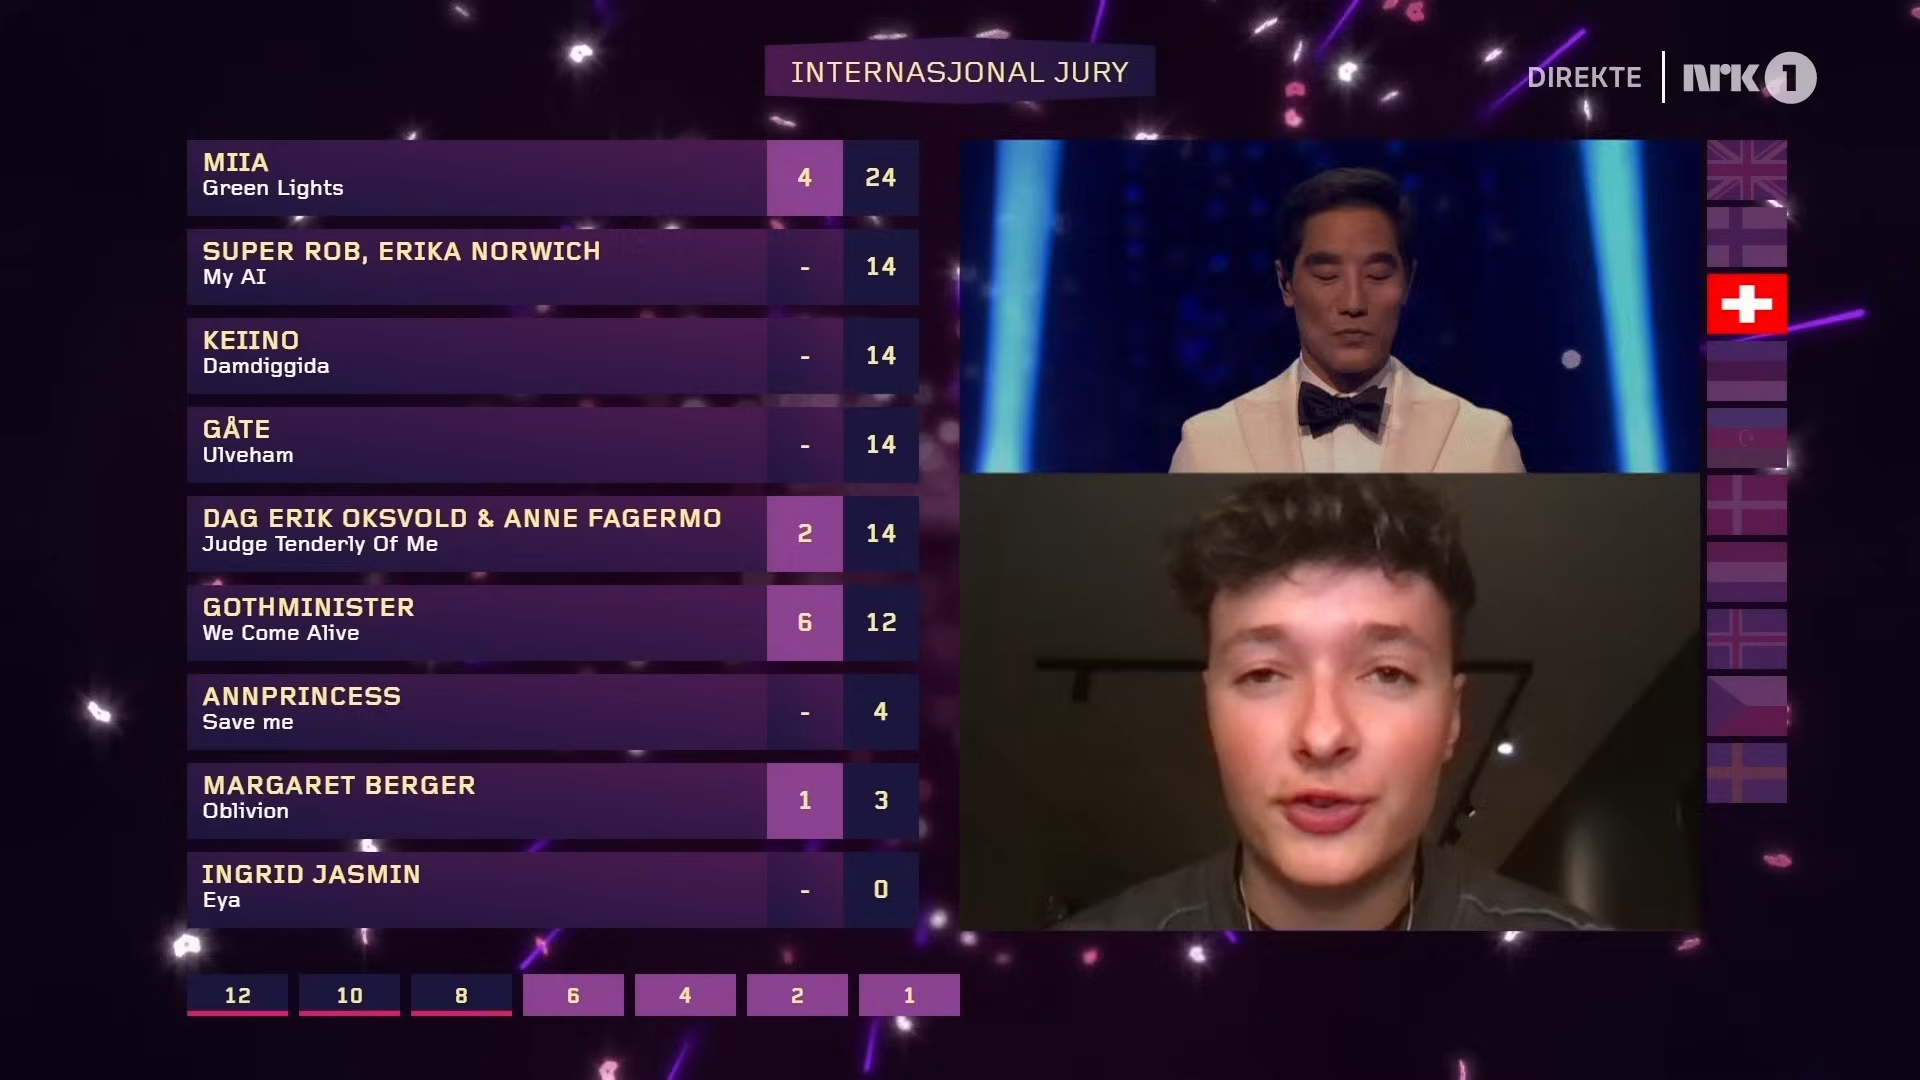 INTERNASJONAL JURY
DIREKTE | NRK 1
MIIA 4 24
Green Lights
SUPER ROB, ERIKA NORWICH - 14
My AI
KEIINO - 14
Damdiggida
GÅTE - 14
Ulveham
DAG ERIK OKSVOLD & ANNE FAGERMO 2 14
Judge Tenderly Of Me
GOTHMINISTER 6 12
We Come Alive
ANNPRINCESS - 4
Save me
MARGARET BERGER 1 3
Oblivion
INGRID JASMIN - 0
Eya
12 10 8 6 4 2 1